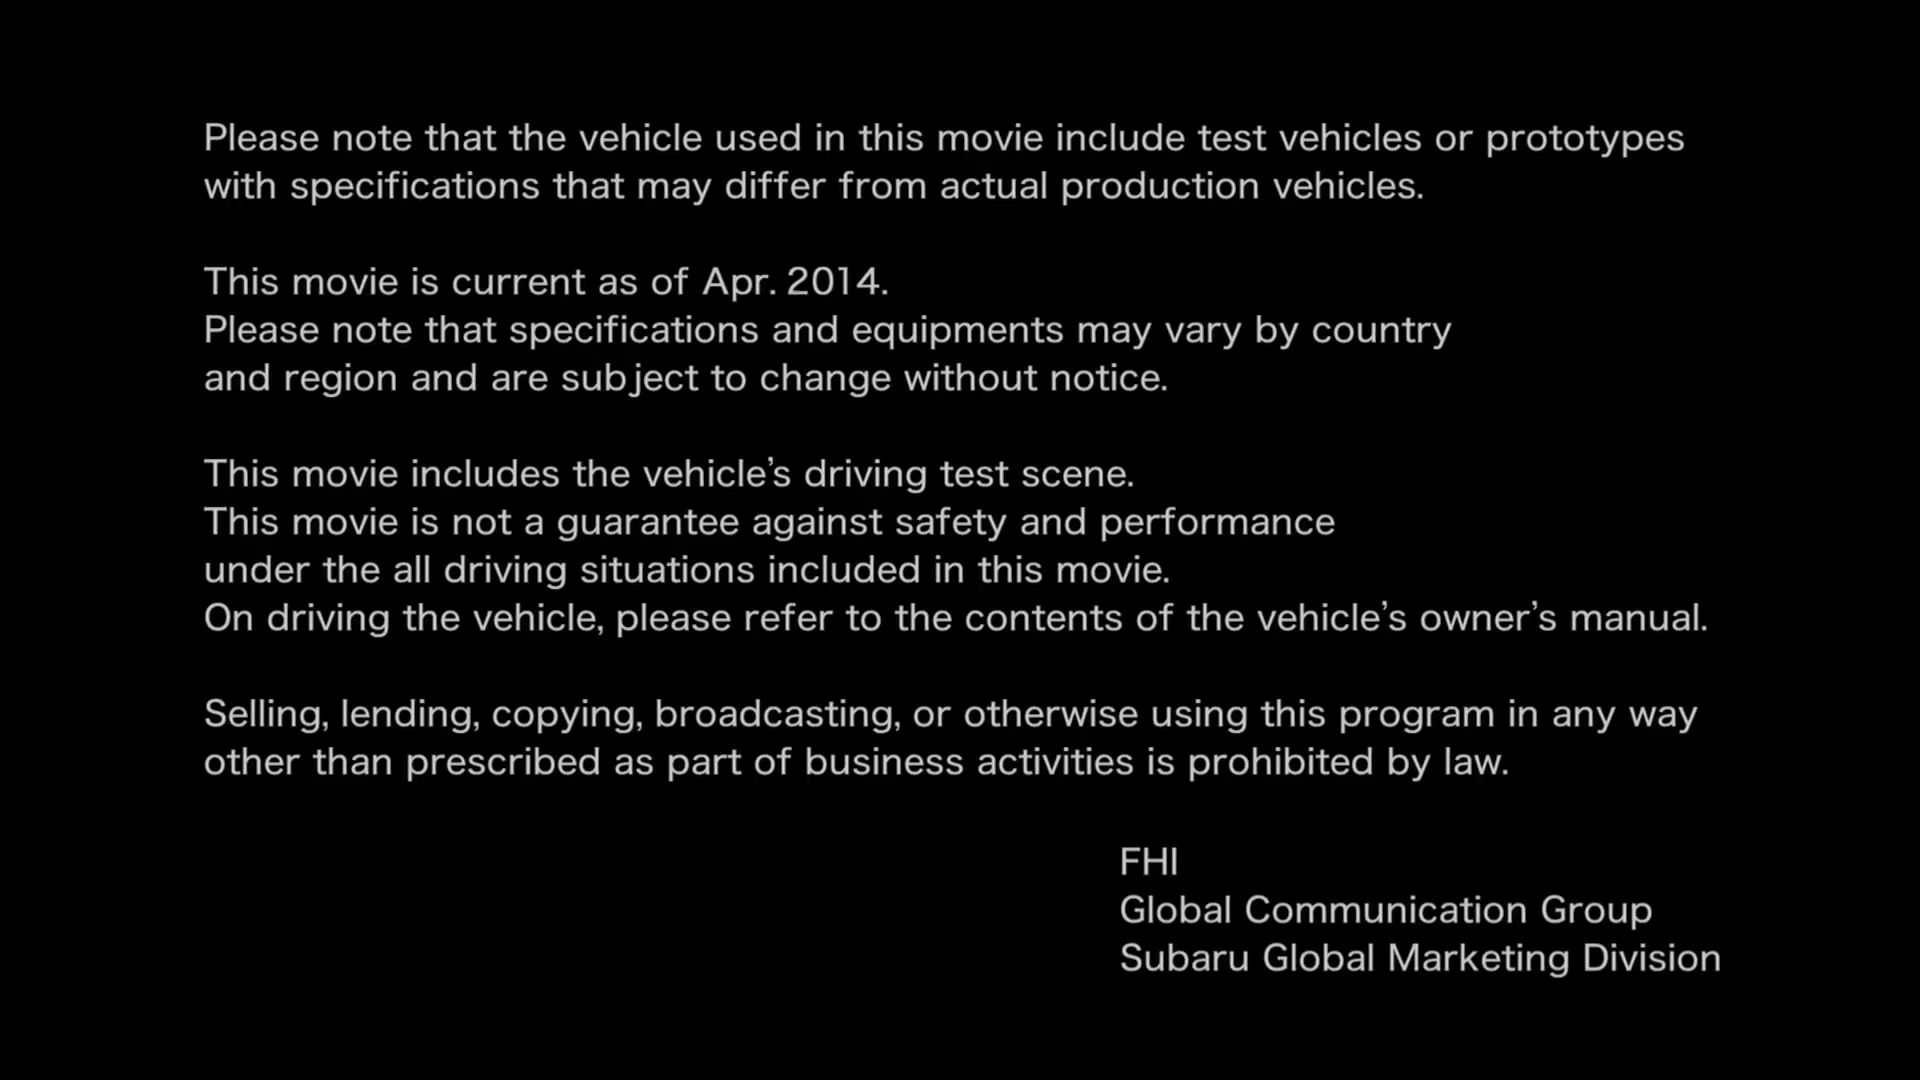 Please note that the vehicle used in this movie include test vehicles or prototypes
with specifications that may differ from actual production vehicles.
This movie is current as of Apr. 2014.
Please note that specifications and equipments may vary by country
and region and are subject to change without notice.
This movie includes the vehicle’s driving test scene.
This movie is not a guarantee against safety and performance
under the all driving situations included in this movie.
On driving the vehicle, please refer to the contents of the vehicle’s owner’s manual.
Selling, lending, copying, broadcasting, or otherwise using this program in any way
other than prescribed as part of business activities is prohibited by law.
FHI
Global Communication Group
Subaru Global Marketing Division